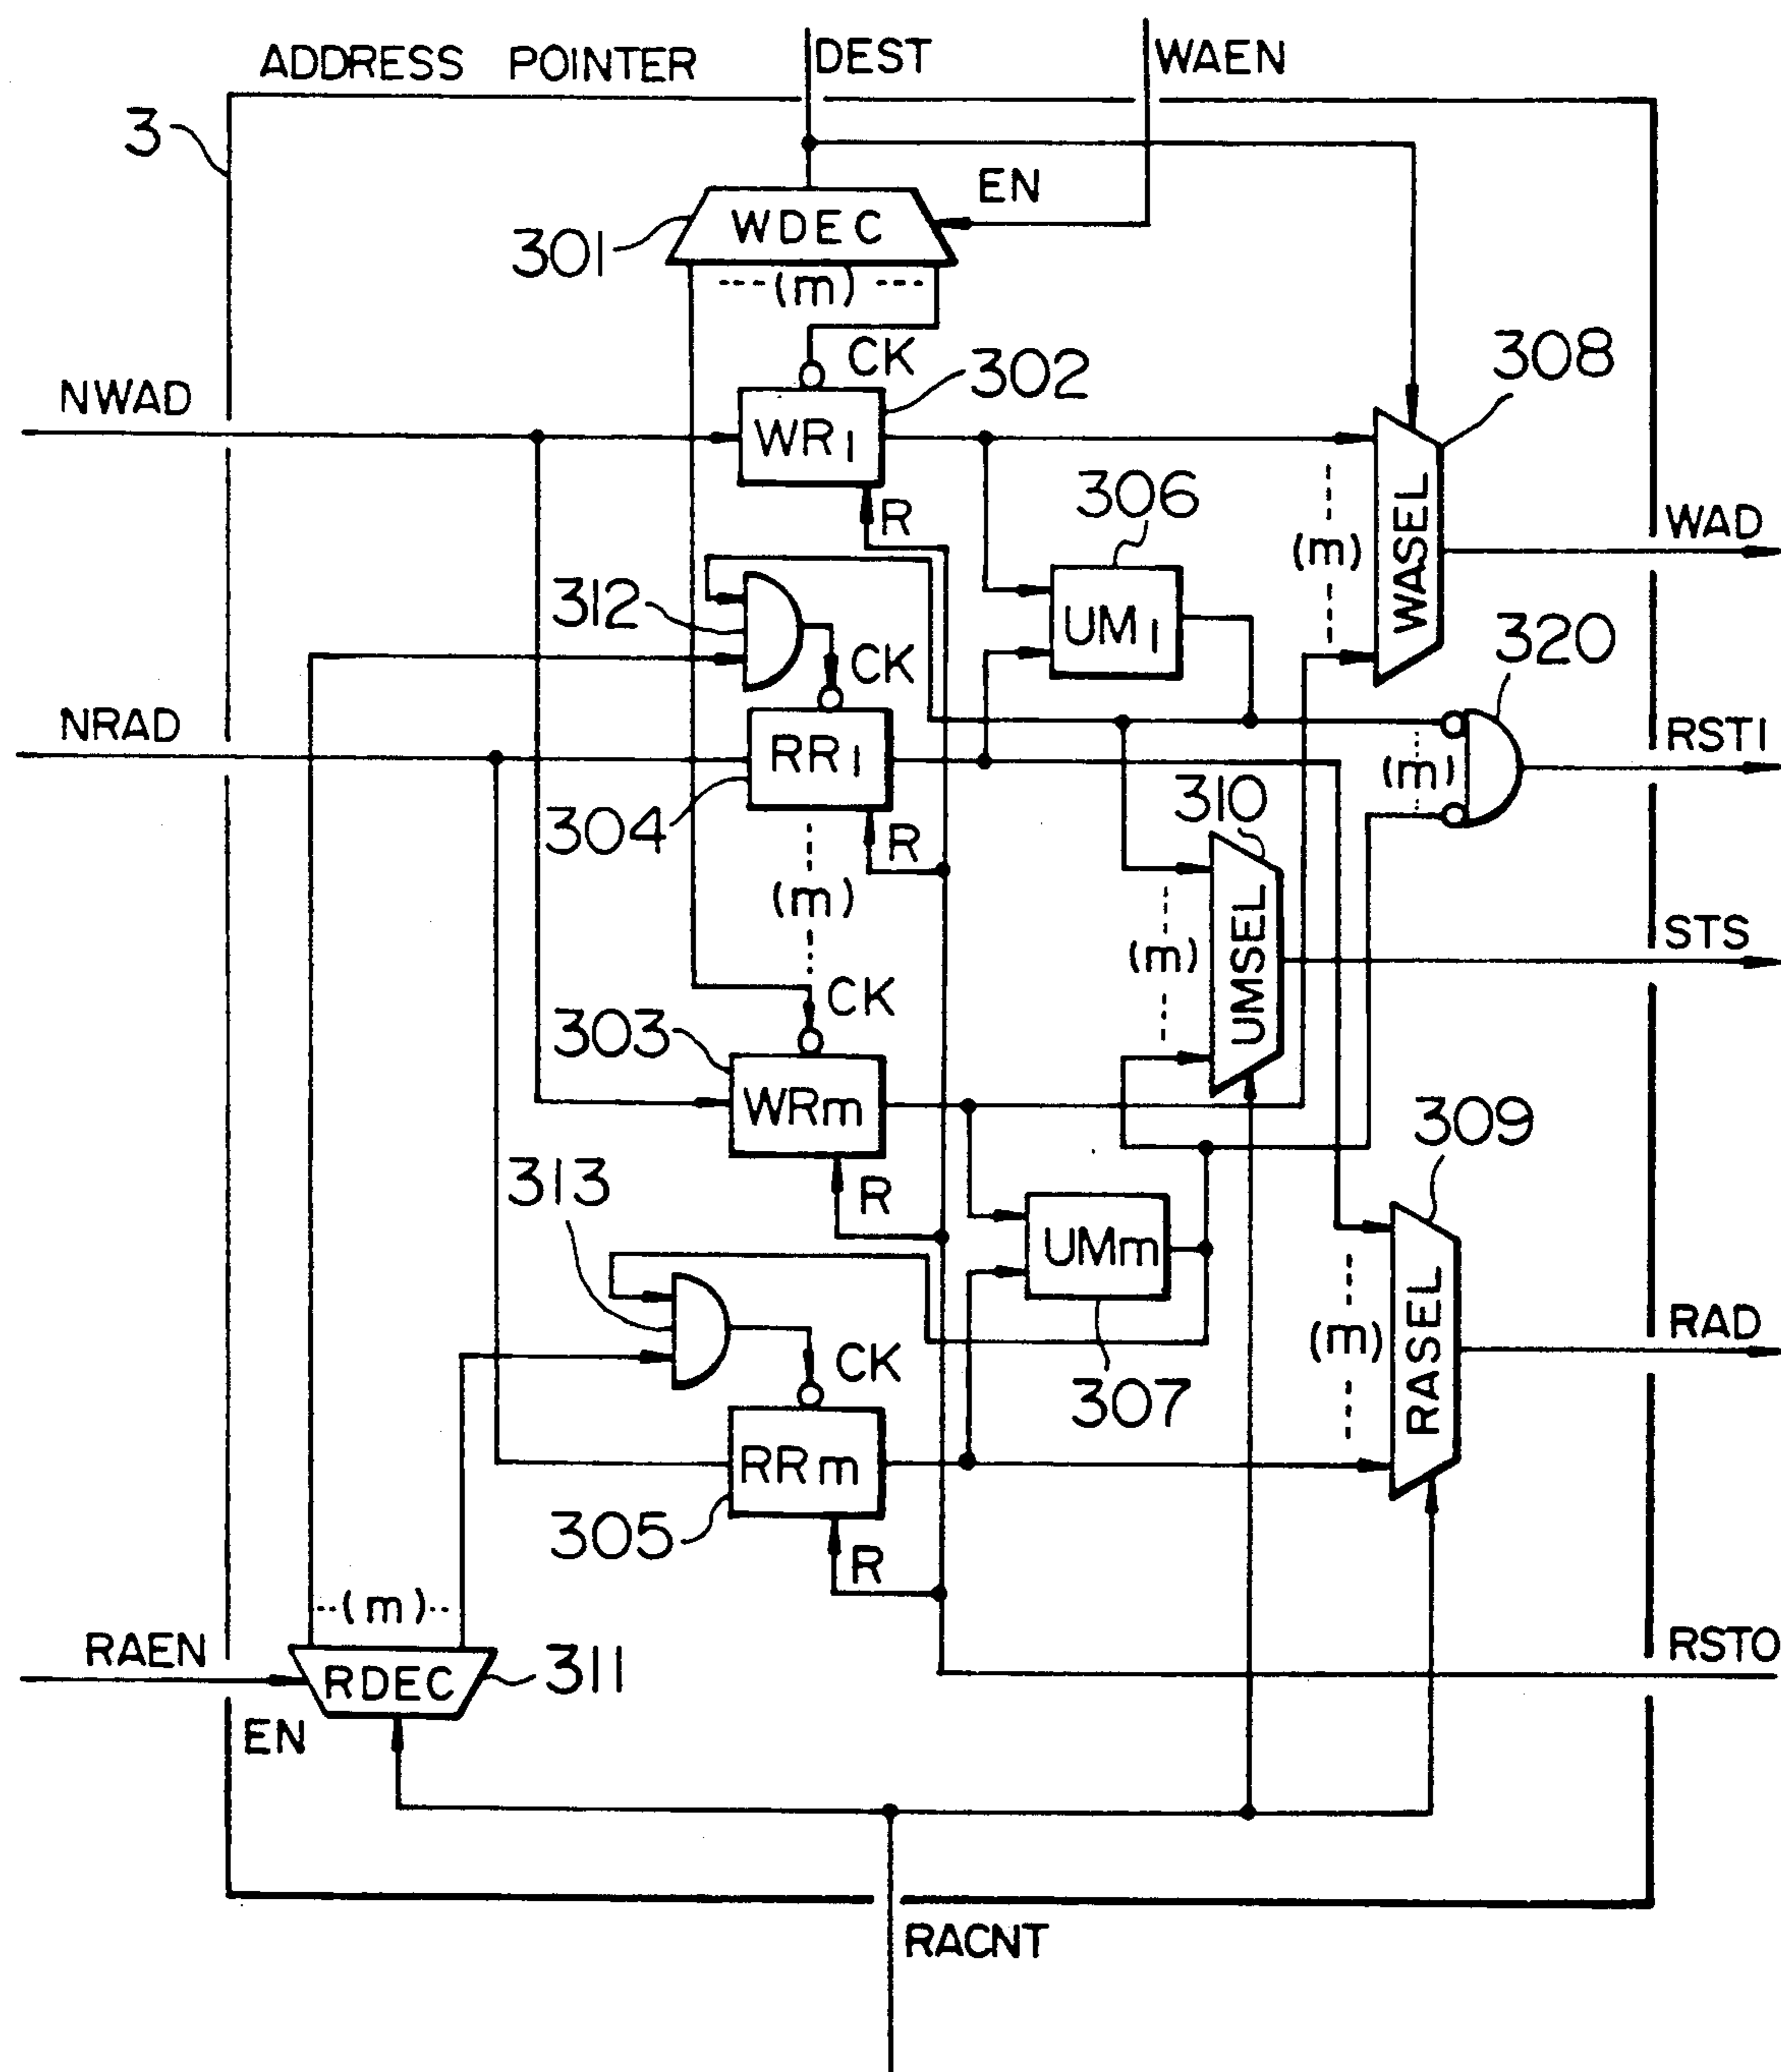 ADDRESS POINTER
DEST
WAEN
3
EN
WDEC
301
(m)
CK
302
308
NWAD
WR1
306
R
WASEL
(m)
WAD
312
UM1
320
CK
NRAD
RR1
RST1
(m)
310
304
R
(m)
UMSEL
(m)
STS
CK
303
WRm
309
313
R
UMm
RASEL
(m)
RAD
CK
307
RRm
305
R
(m)
RAEN
RDEC
311
RSTO
EN
RACNT